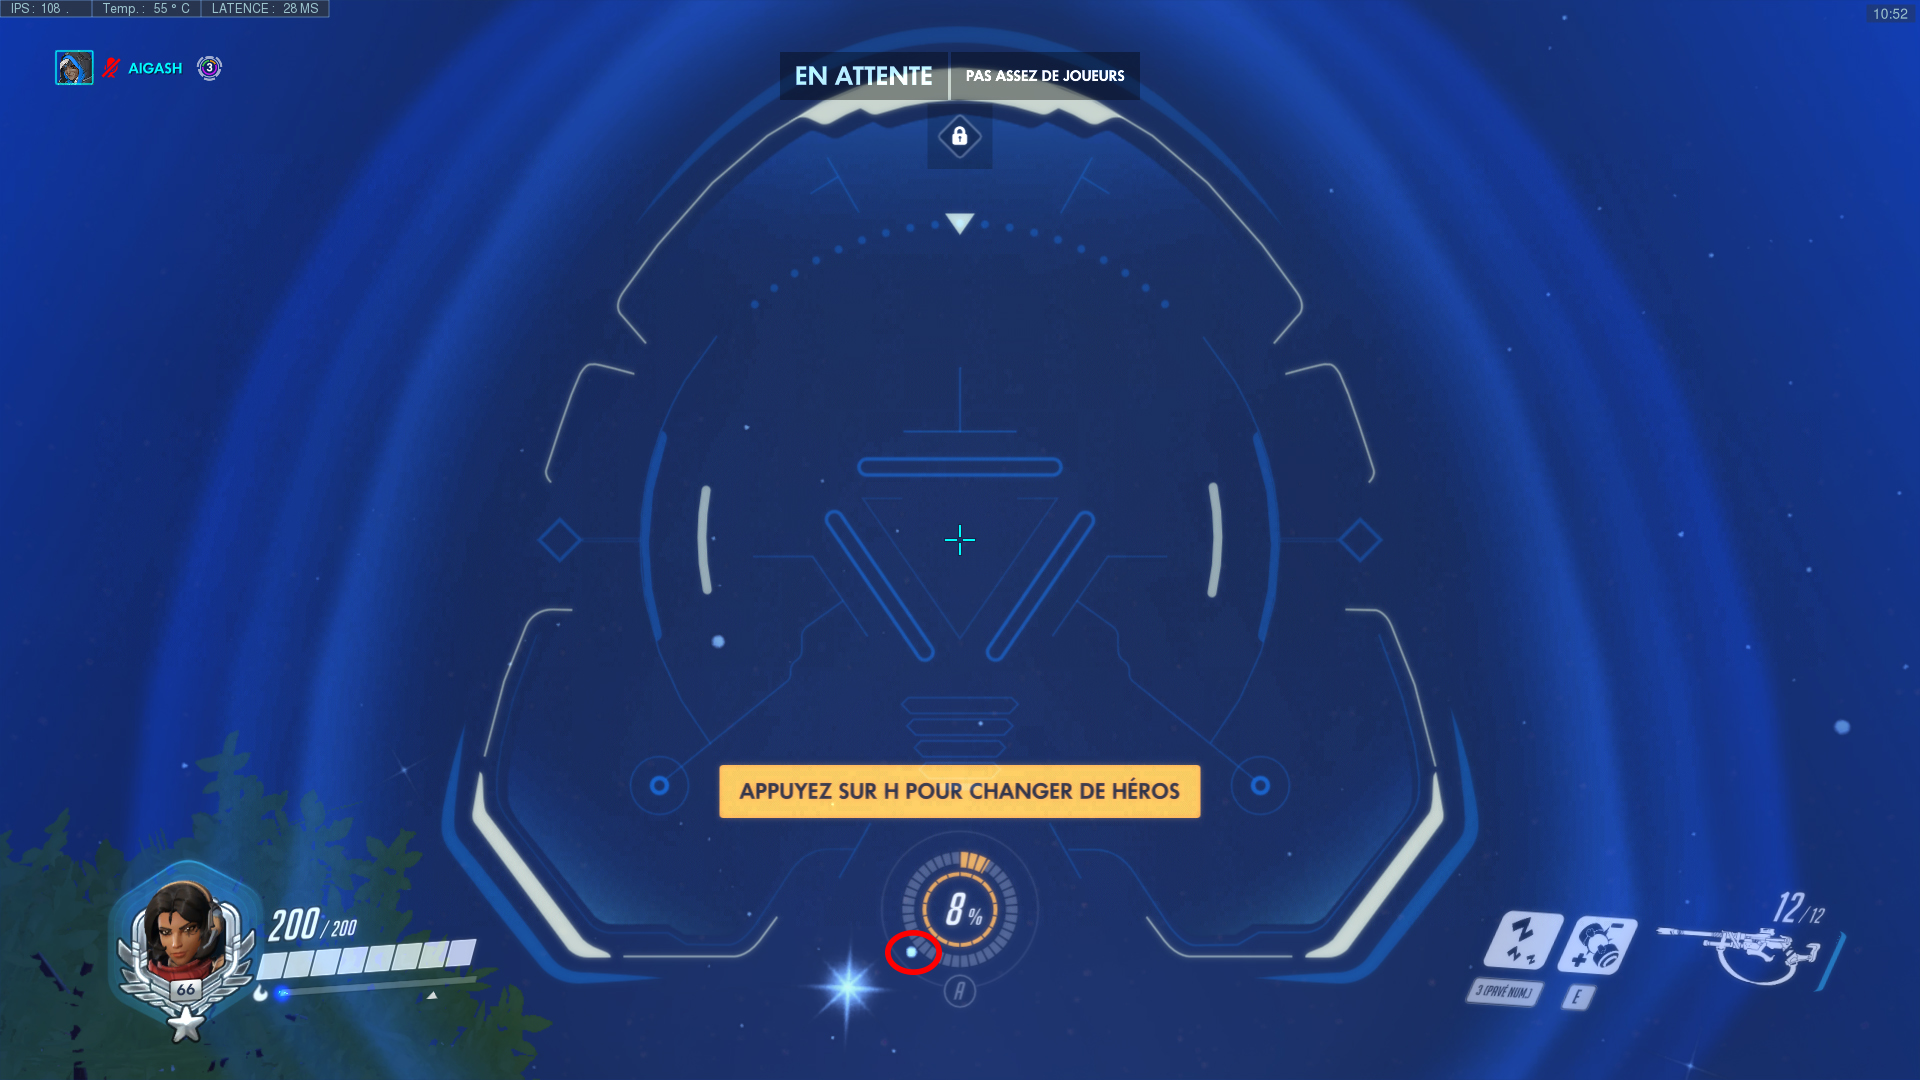 IPS: 108 . Temp.: 55 ° C LATENCE: 28 MS
10:52
AIGASH 3
EN ATTENTE PAS ASSEZ DE JOUEURS
APPUYEZ SUR H POUR CHANGER DE HÉROS
8 %
A
200 / 200
66
12 / 12
Z Z Z
3 (PAVÉ NUM.) E